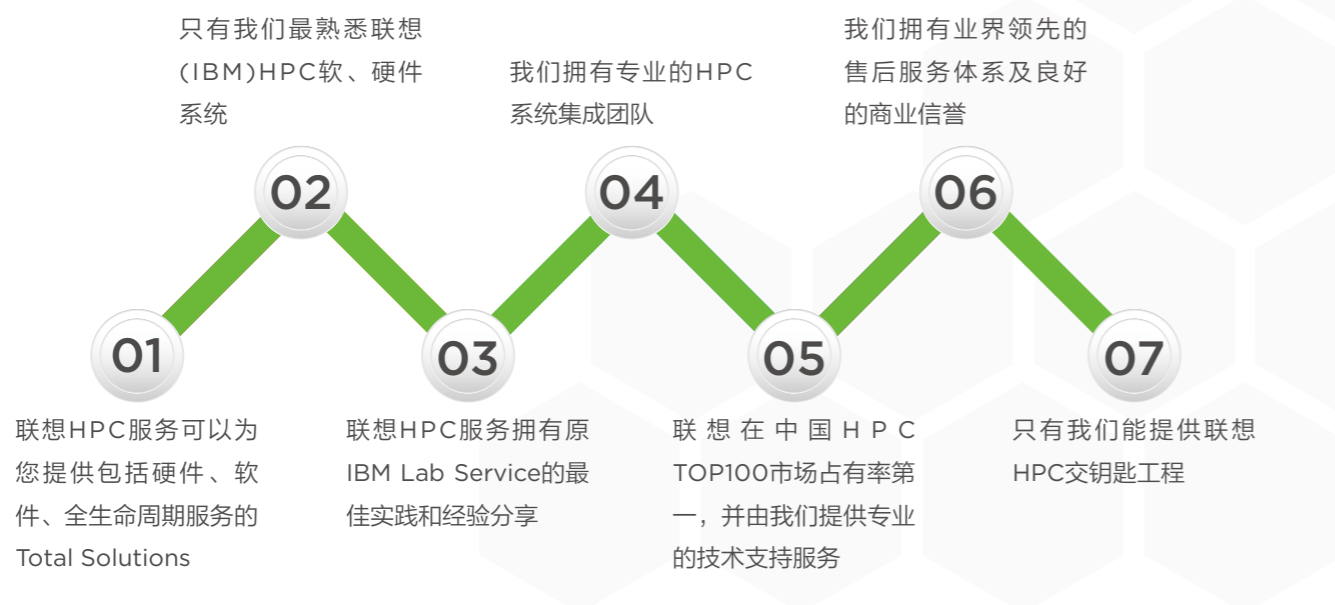 只有我们最熟悉联想
(IBM)HPC软、硬件
系统
我们拥有专业的HPC
系统集成团队
我们拥有业界领先的
售后服务体系及良好
的商业信誉
02
04
06
01
03
05
07
联想HPC服务可以为
您提供包括硬件、软
件、全生命周期服务的
Total Solutions
联想HPC服务拥有原
IBM Lab Service的最
佳实践和经验分享
联想在中国HPC
TOP100市场占有率第
一，并由我们提供专业
的技术支持服务
只有我们能提供联想
HPC交钥匙工程